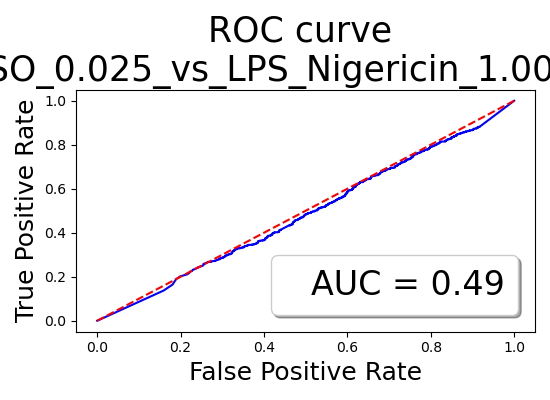 ROC curve
SO_0.025_vs_LPS_Nigericin_1.00
True Positive Rate
1.0
0.8
0.6
0.4
0.2
0.0
AUC = 0.49
0.0 0.2 0.4 0.6 0.8 1.0
False Positive Rate